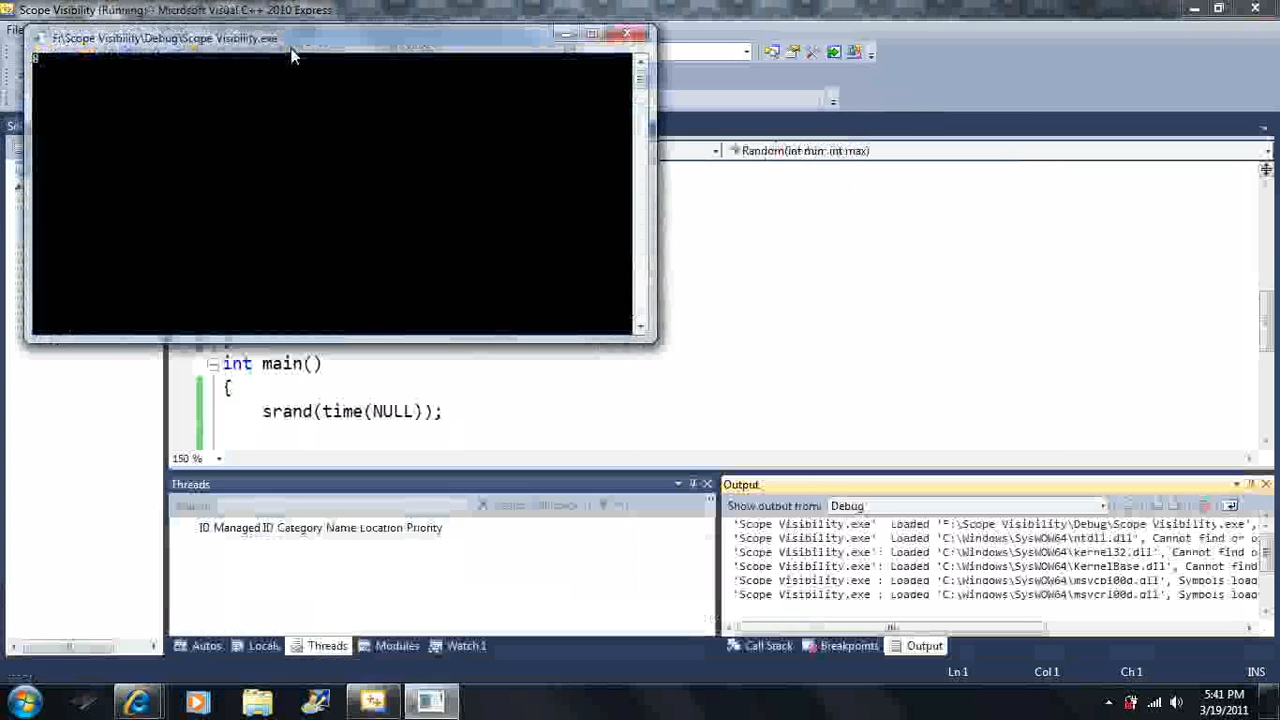 Scope Visibility (Running) - Microsoft Visual C++ 2010 Express
F:\Scope Visibility\Debug\Scope Visibility.exe
Random(int min, int max)
int main()
{
srand(time(NULL));
150 %
Threads
ID Managed ID Category Name Location Priority
Output
Show output from: Debug
'Scope Visibility.exe': Loaded 'F:\Scope Visibility\Debug\Scope Visibility.exe',
'Scope Visibility.exe': Loaded 'C:\Windows\SysWOW64\ntdll.dll', Cannot find or o
'Scope Visibility.exe': Loaded 'C:\Windows\SysWOW64\kernel32.dll', Cannot find
'Scope Visibility.exe': Loaded 'C:\Windows\SysWOW64\KernelBase.dll', Cannot find
'Scope Visibility.exe': Loaded 'C:\Windows\SysWOW64\msvcp100d.dll', Symbols loa
'Scope Visibility.exe': Loaded 'C:\Windows\SysWOW64\msvcr100d.dll', Symbols loa
Autos Locals Threads Modules Watch 1
Call Stack Breakpoints Output
Ln 1 Col 1 Ch 1 INS
5:41 PM
3/19/2011